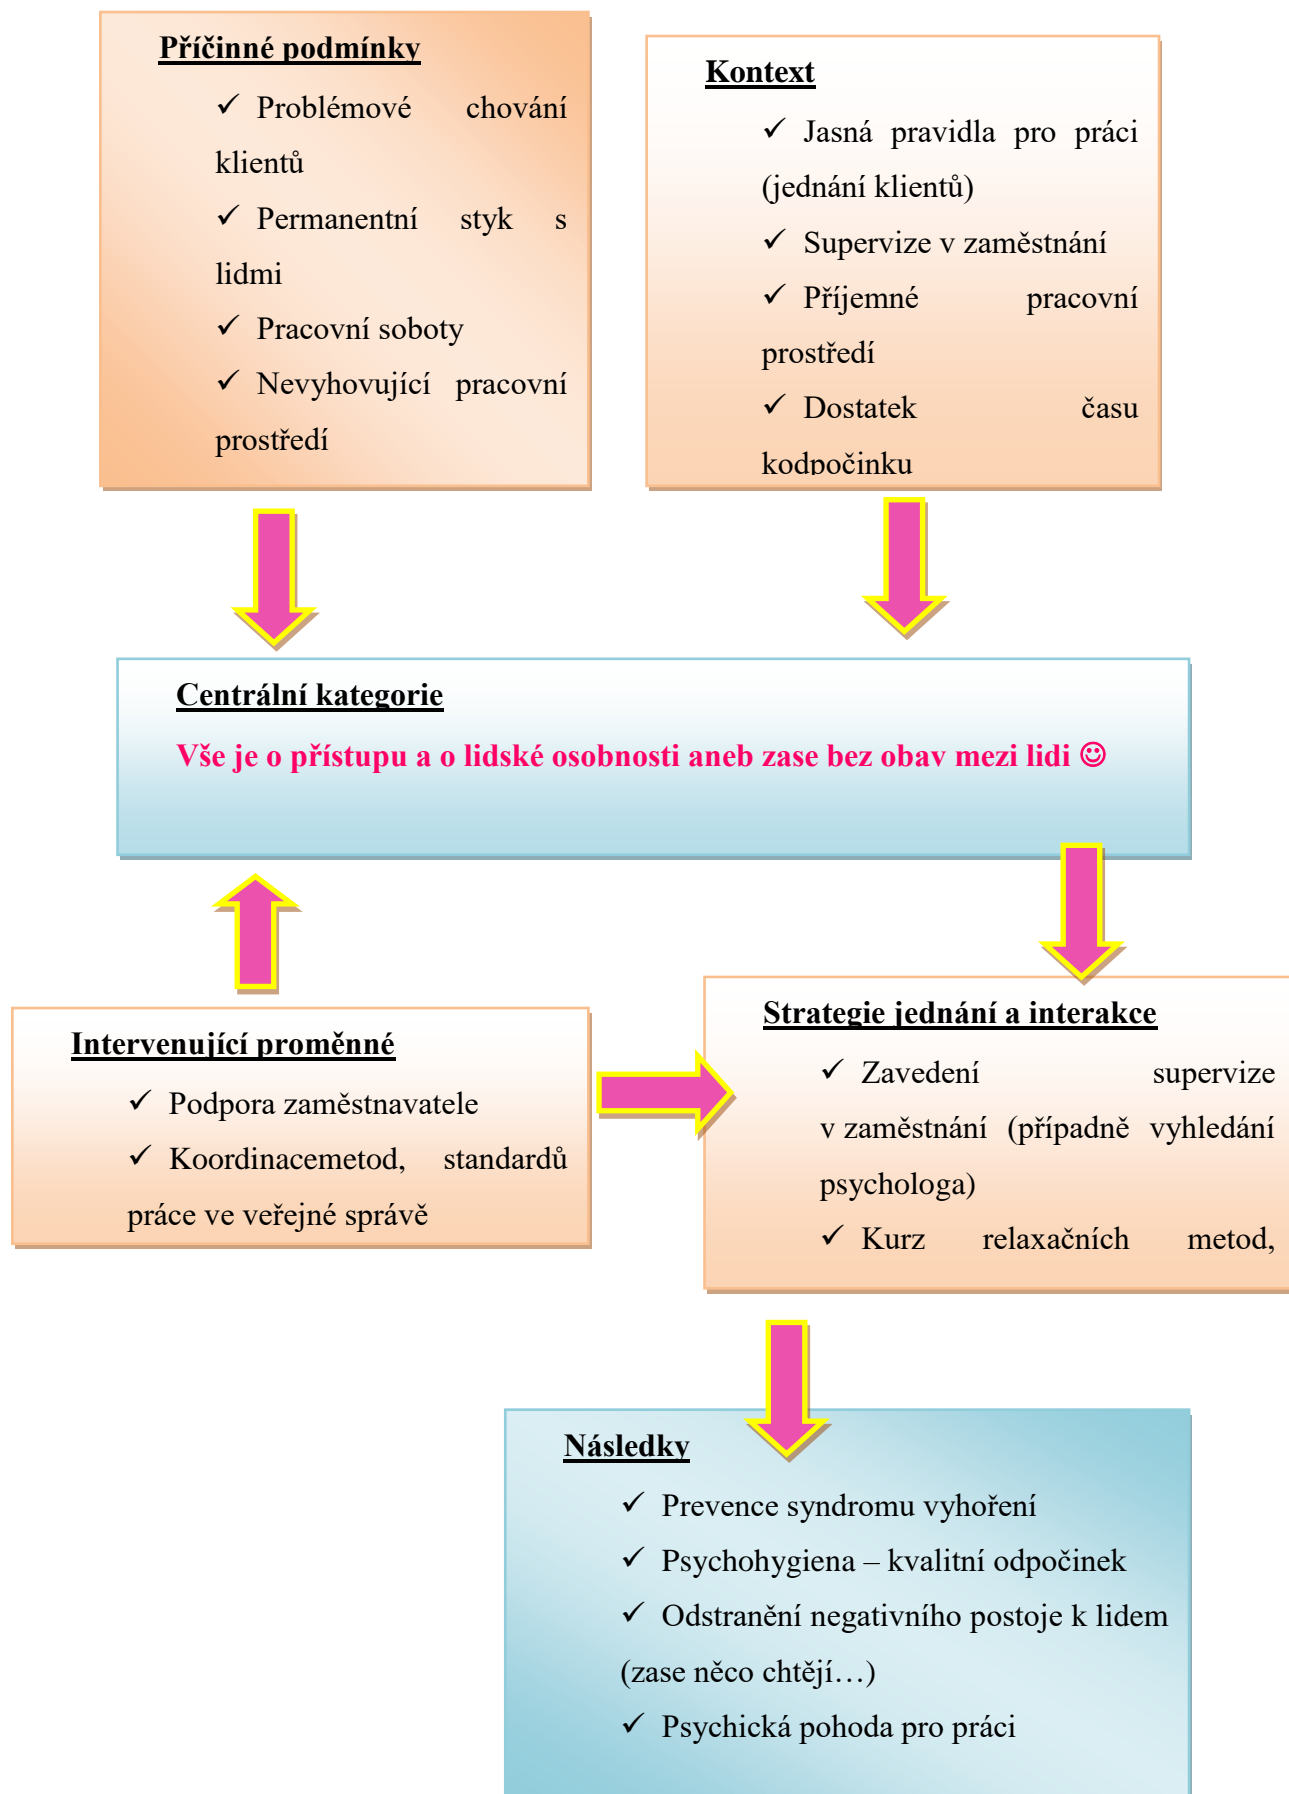 Příčinné podmínky
✓ Problémové chování
klientů
✓ Permanentní styk s
lidmi
✓ Pracovní soboty
✓ Nevyhovující pracovní
prostředí
Kontext
✓ Jasná pravidla pro práci
(jednání klientů)
✓ Supervize v zaměstnání
✓ Příjemné pracovní
prostředí
✓ Dostatek času
kodpočinku
Centrální kategorie
Vše je o přístupu a o lidské osobnosti aneb zase bez obav mezi lidi ☺
Intervenující proměnné
✓ Podpora zaměstnavatele
✓ Koordinacemetod, standardů
práce ve veřejné správě
Strategie jednání a interakce
✓ Zavedení supervize
v zaměstnání (případně vyhledání
psychologa)
✓ Kurz relaxačních metod,
Následky
✓ Prevence syndromu vyhoření
✓ Psychohygiena – kvalitní odpočinek
✓ Odstranění negativního postoje k lidem
(zase něco chtějí…)
✓ Psychická pohoda pro práci